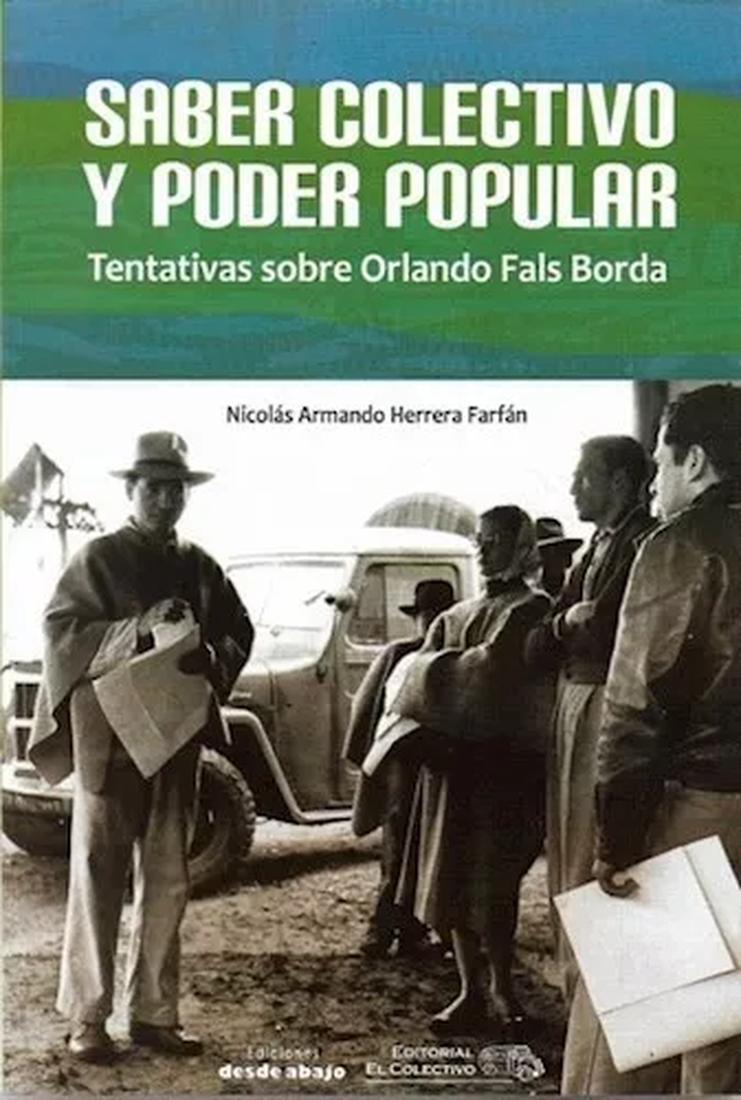 SABER COLECTIVO
Y PODER POPULAR
Tentativas sobre Orlando Fals Borda
Nicolás Armando Herrera Farfán
Ediciones
desde abajo
EDITORIAL
EL COLECTIVO